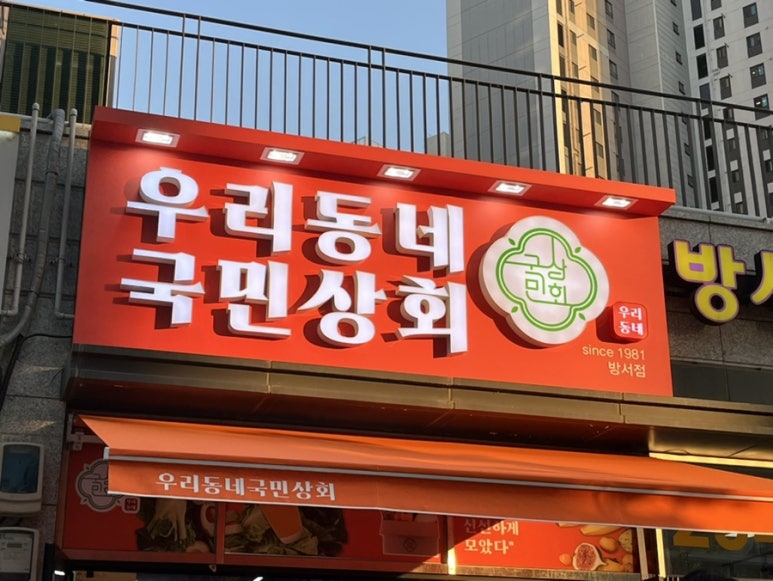 우리동네
국민상회
국상
민회
우리
동네
since 1981
방서점
방서
우리동네국민상회
신선하게
모았다"